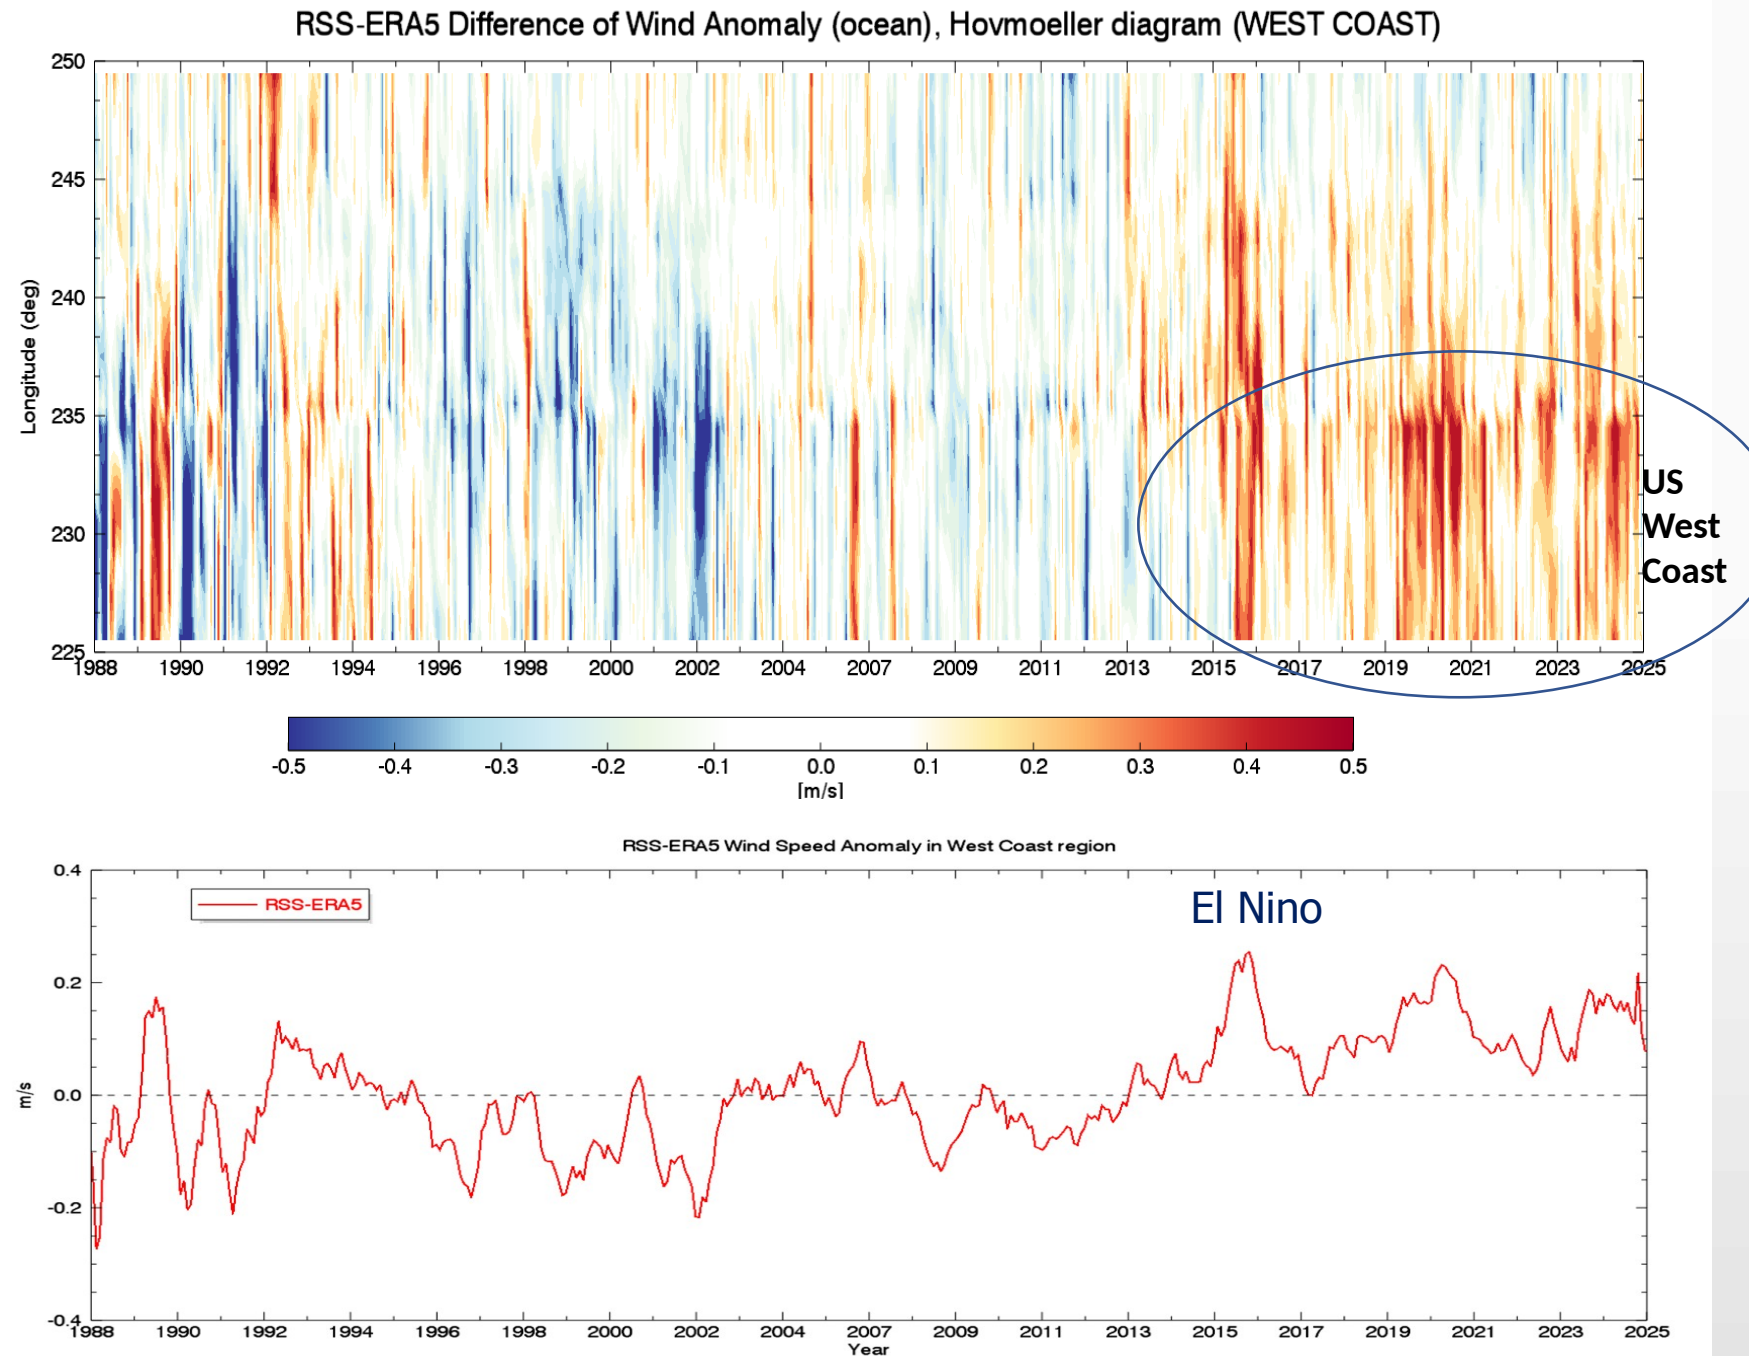 RSS-ERA5 Difference of Wind Anomaly (ocean), Hovmoeller diagram (WEST COAST)
250
245
240
235
230
225
Longitude (deg)
US
West
Coast
1988 1990 1992 1994 1996 1998 2000 2002 2004 2007 2009 2011 2013 2015 2017 2019 2021 2023 2025
-0.5 -0.4 -0.3 -0.2 -0.1 0.0 0.1 0.2 0.3 0.4 0.5
[m/s]
RSS-ERA5 Wind Speed Anomaly in West Coast region
0.4
0.2
0.0
-0.2
-0.4
m/s
RSS-ERA5
El Nino
1988 1990 1992 1994 1996 1998 2000 2002 2004 2007 2009 2011 2013 2015 2017 2019 2021 2023 2025
Year